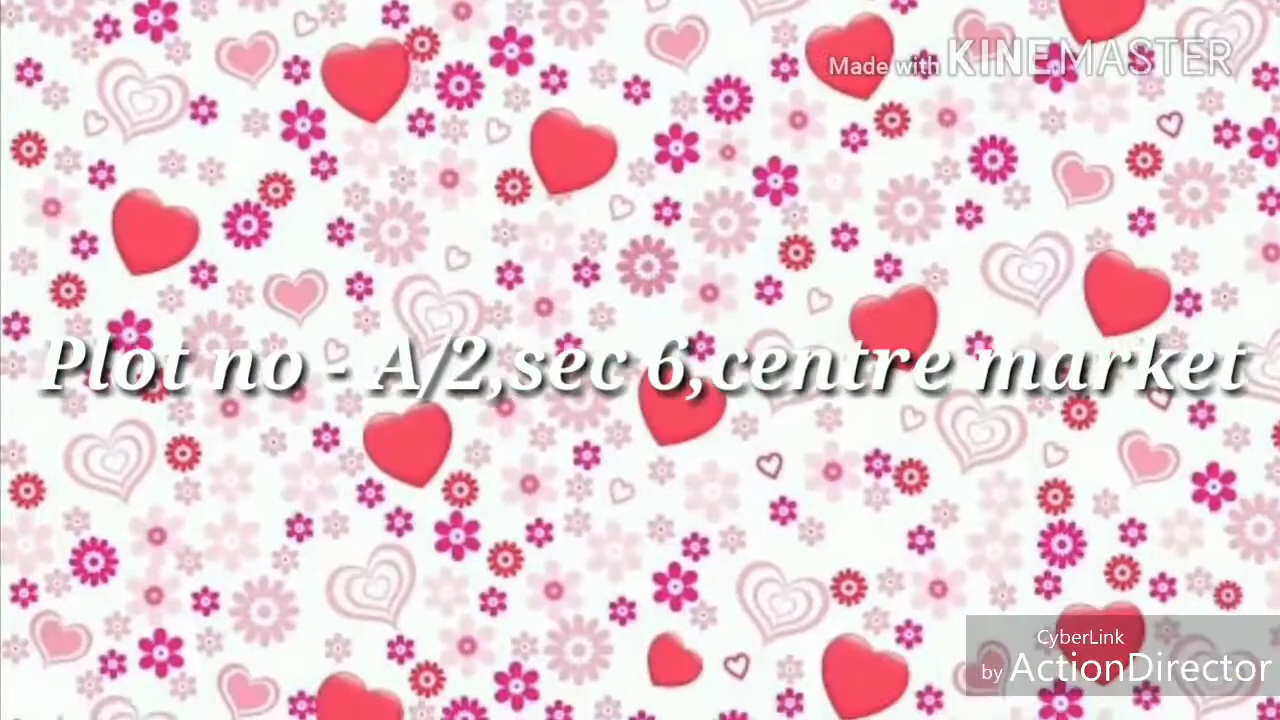 Made with KINEMASTER
Plot no - A/2,sec 6,centre market
CyberLink
by ActionDirector